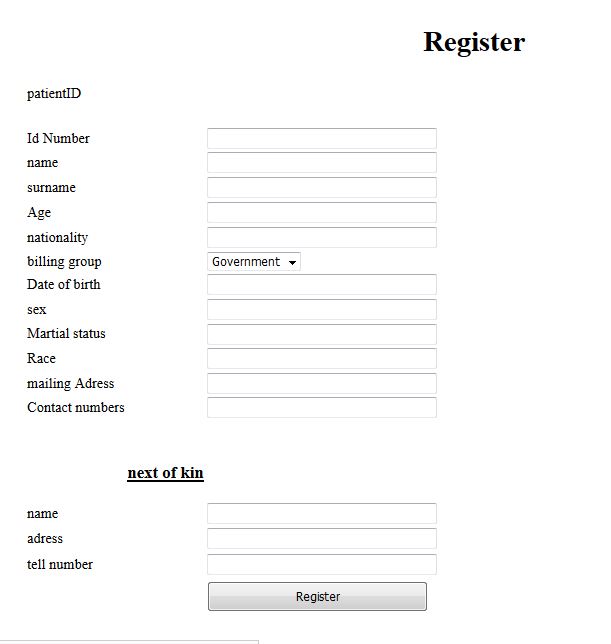 Register
patientID
Id Number
name
surname
Age
nationality
billing group Government
Date of birth
sex
Martial status
Race
mailing Adress
Contact numbers
next of kin
name
adress
tell number
Register